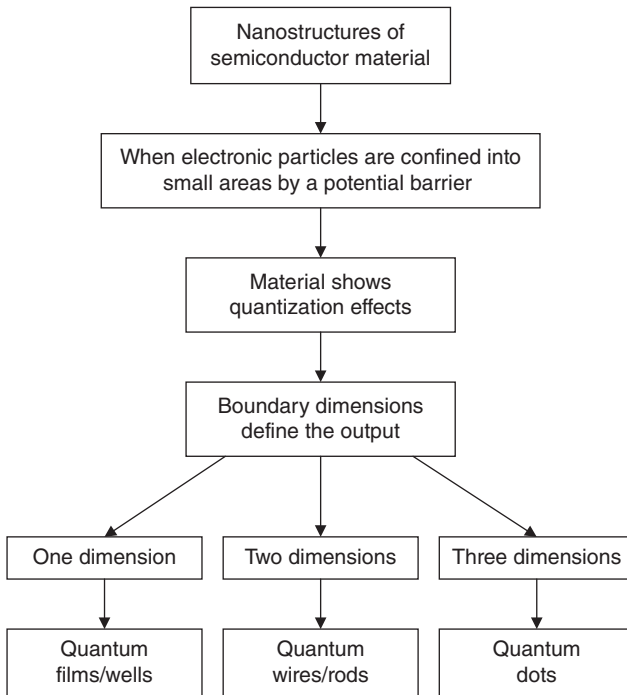 Nanostructures of
semiconductor material
When electronic particles are confined into
small areas by a potential barrier
Material shows
quantization effects
Boundary dimensions
define the output
One dimension
Two dimensions
Three dimensions
Quantum
films/wells
Quantum
wires/rods
Quantum
dots